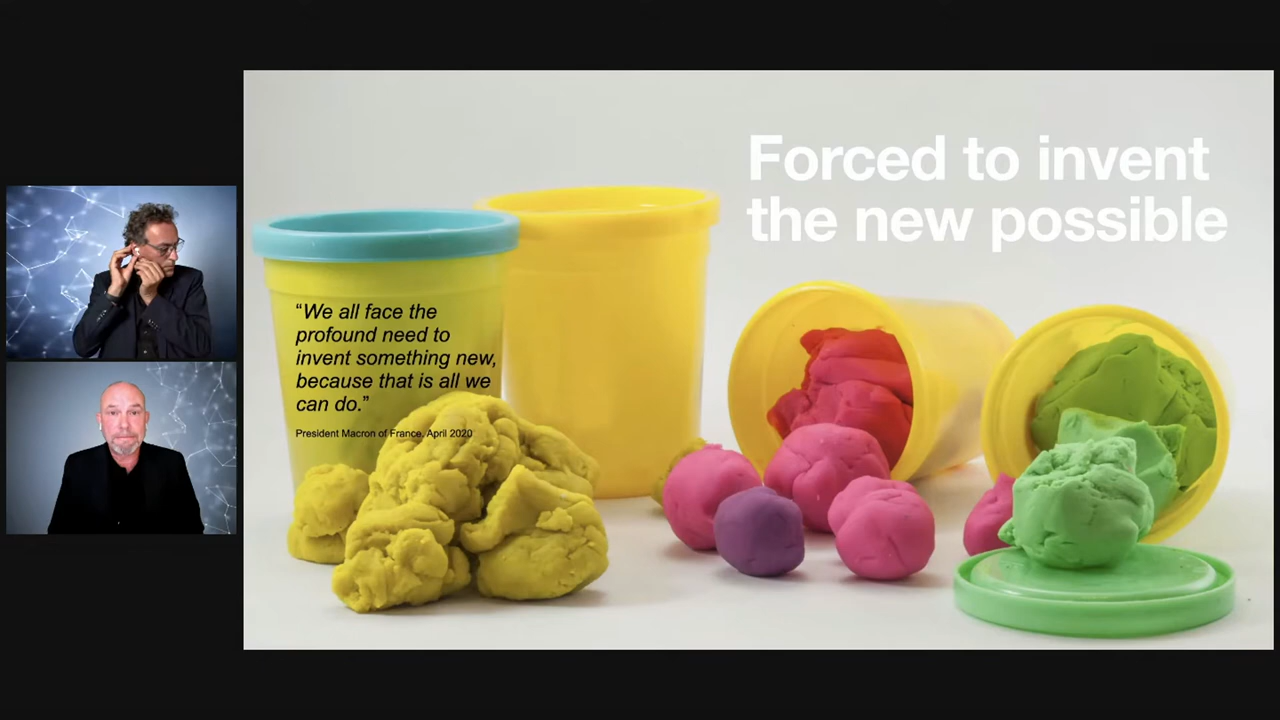 Forced to invent
the new possible
“We all face the
profound need to
invent something new,
because that is all we
can do.”
President Macron of France, April 2020